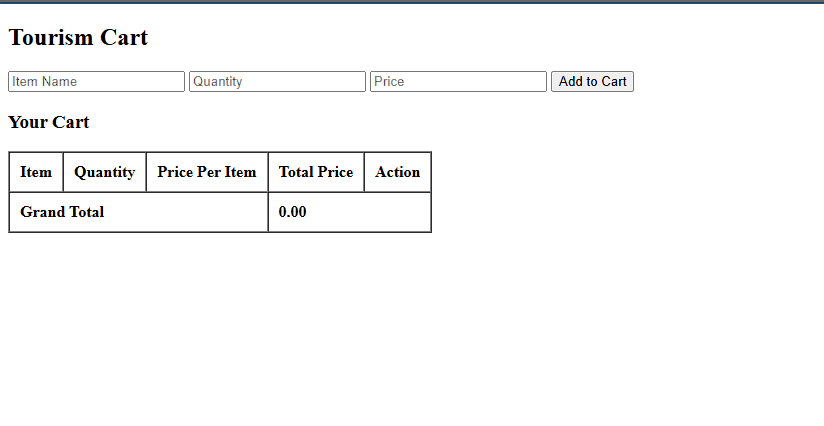 Tourism Cart
Item Name Quantity Price Add to Cart
Your Cart
Item Quantity Price Per Item Total Price Action
Grand Total 0.00